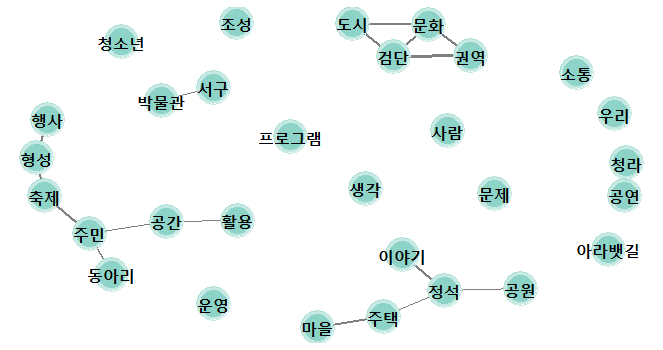 조성
도시
문화
청소년
검단
권역
소통
서구
박물관
우리
행사
프로그램
사람
형성
청라
축제
생각
문제
공연
공간
활용
주민
이야기
아라뱃길
동아리
정석
공원
운영
마을
주택